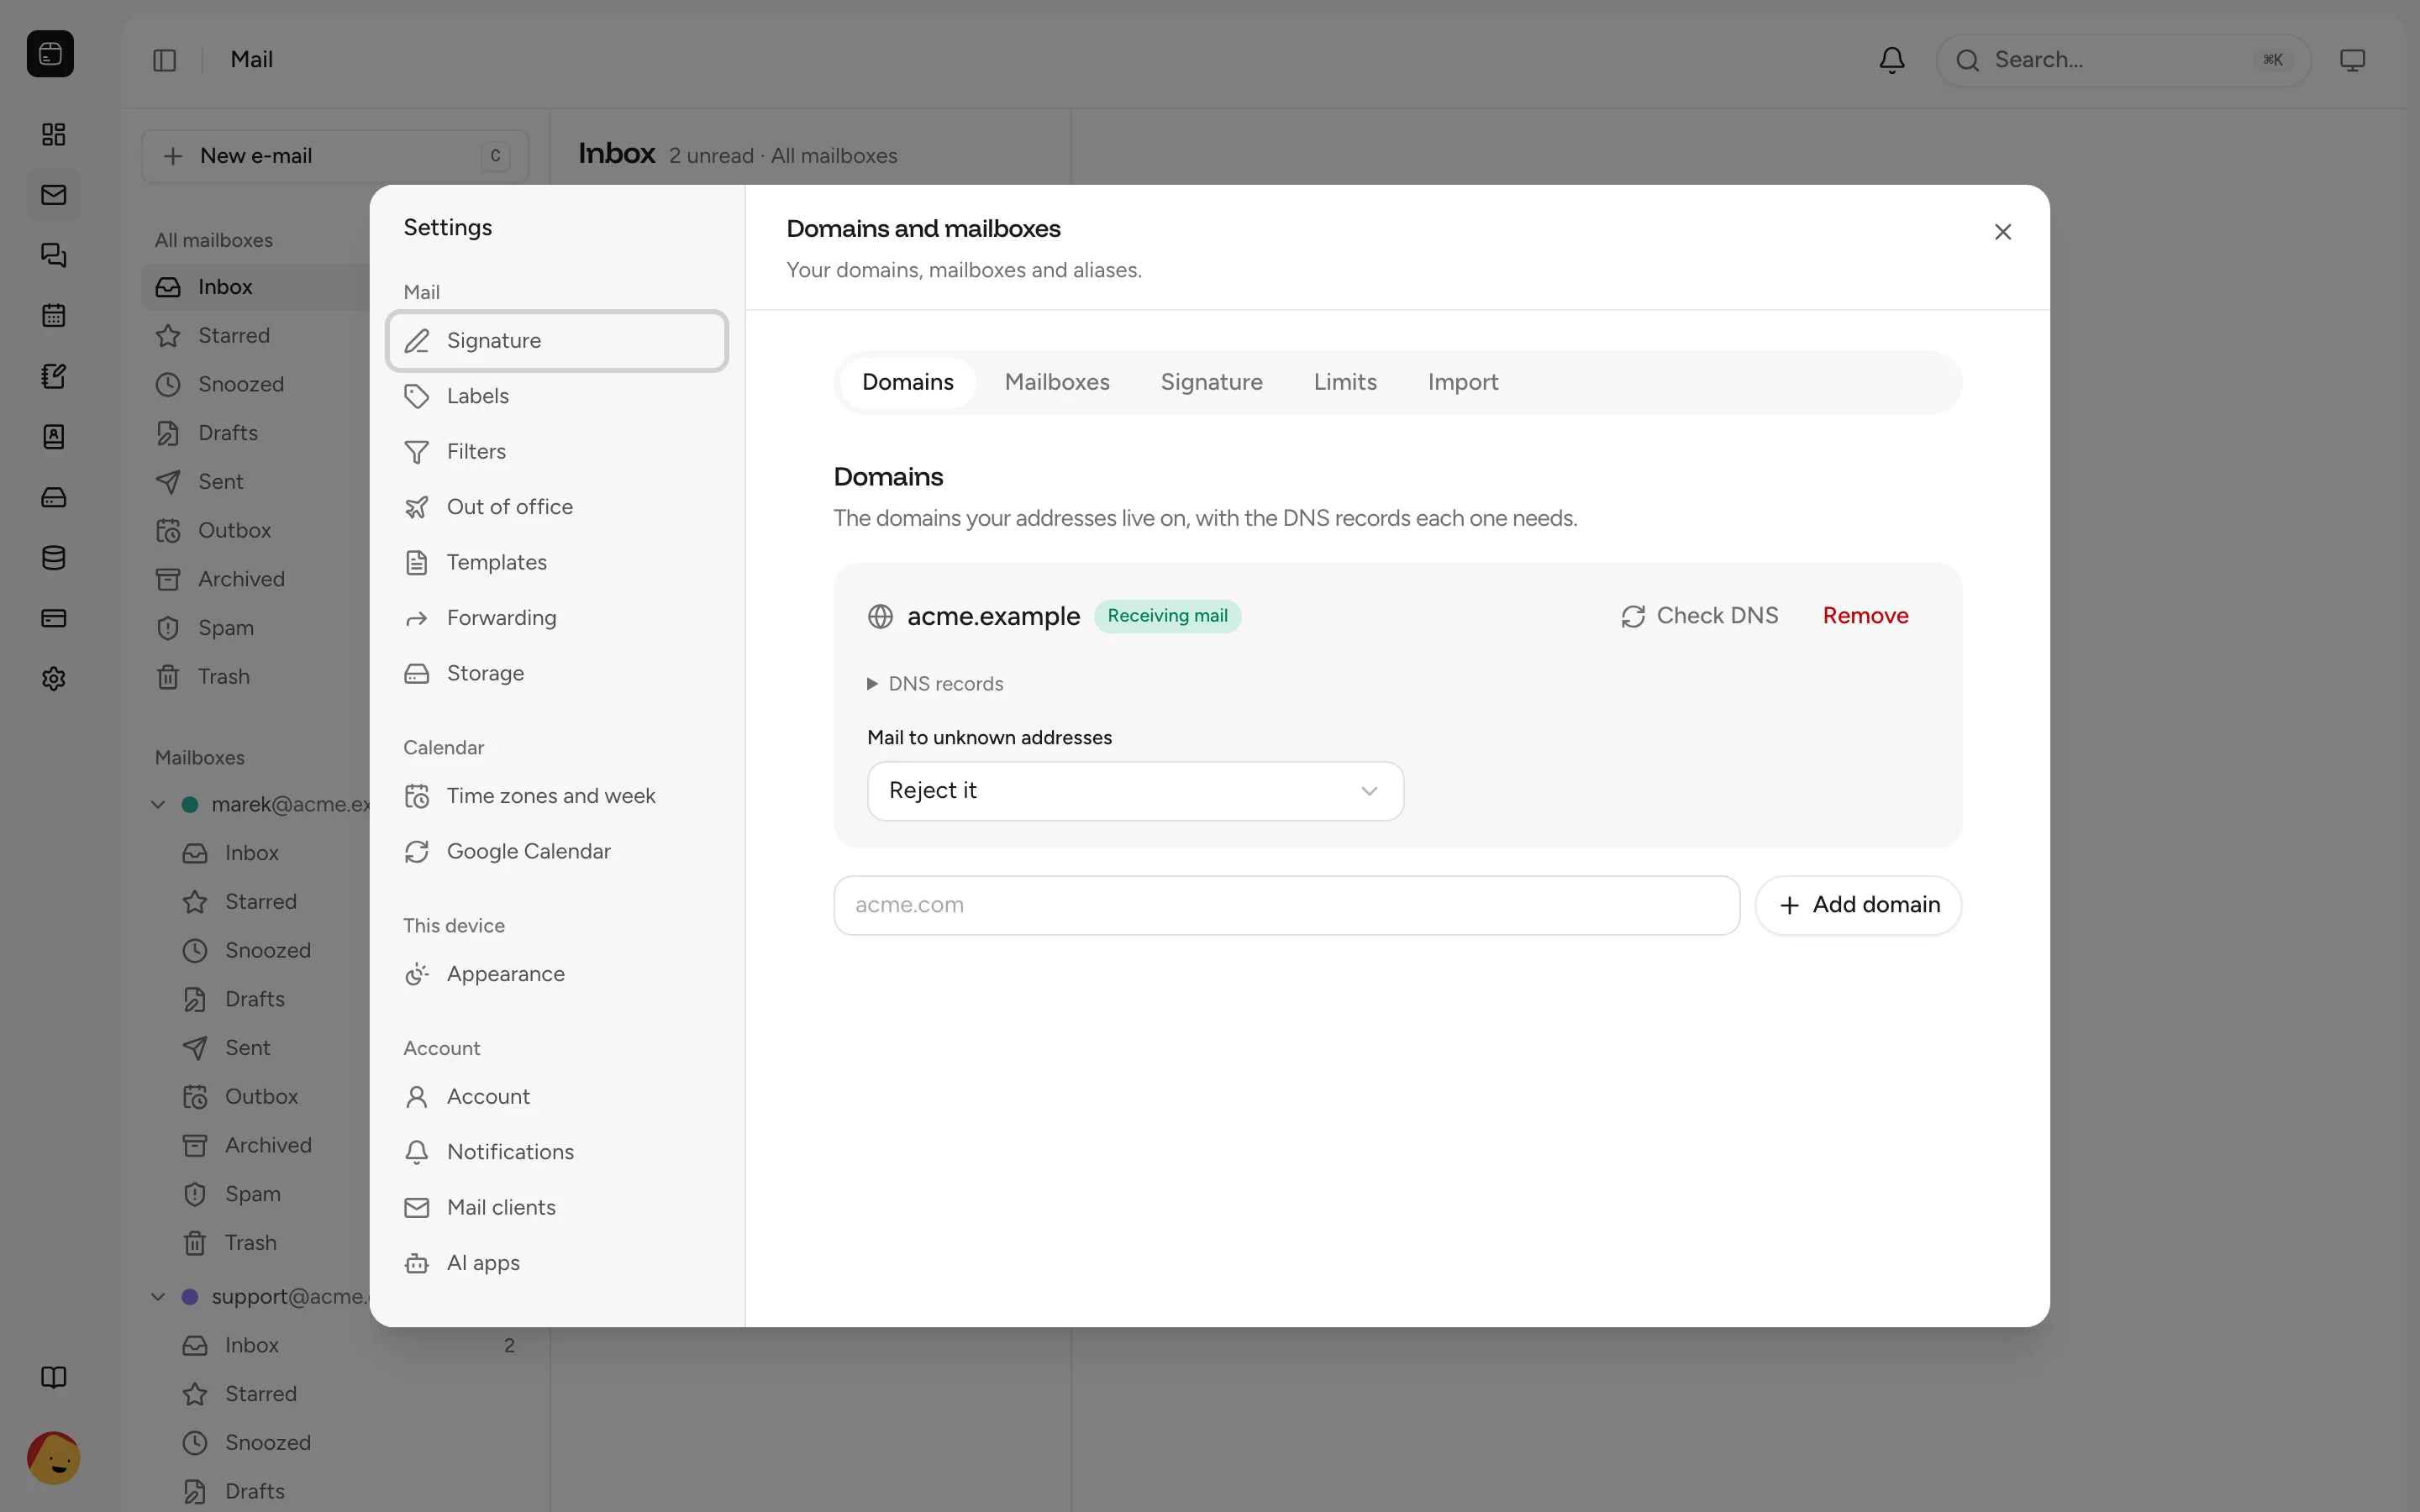 Mail
Search...
⌘K
New e-mail
C
All mailboxes
Inbox
Starred
Snoozed
Drafts
Sent
Outbox
Archived
Spam
Trash
Mailboxes
marek@acme.ex
Inbox
Starred
Snoozed
Drafts
Sent
Outbox
Archived
Spam
Trash
support@acme.
Inbox 2
Starred
Snoozed
Drafts
Inbox 2 unread · All mailboxes
Settings
Mail
Signature
Labels
Filters
Out of office
Templates
Forwarding
Storage
Calendar
Time zones and week
Google Calendar
This device
Appearance
Account
Account
Notifications
Mail clients
AI apps
Domains and mailboxes
Your domains, mailboxes and aliases.
Domains Mailboxes Signature Limits Import
Domains
The domains your addresses live on, with the DNS records each one needs.
acme.example Receiving mail Check DNS Remove
DNS records
Mail to unknown addresses
Reject it
acme.com Add domain